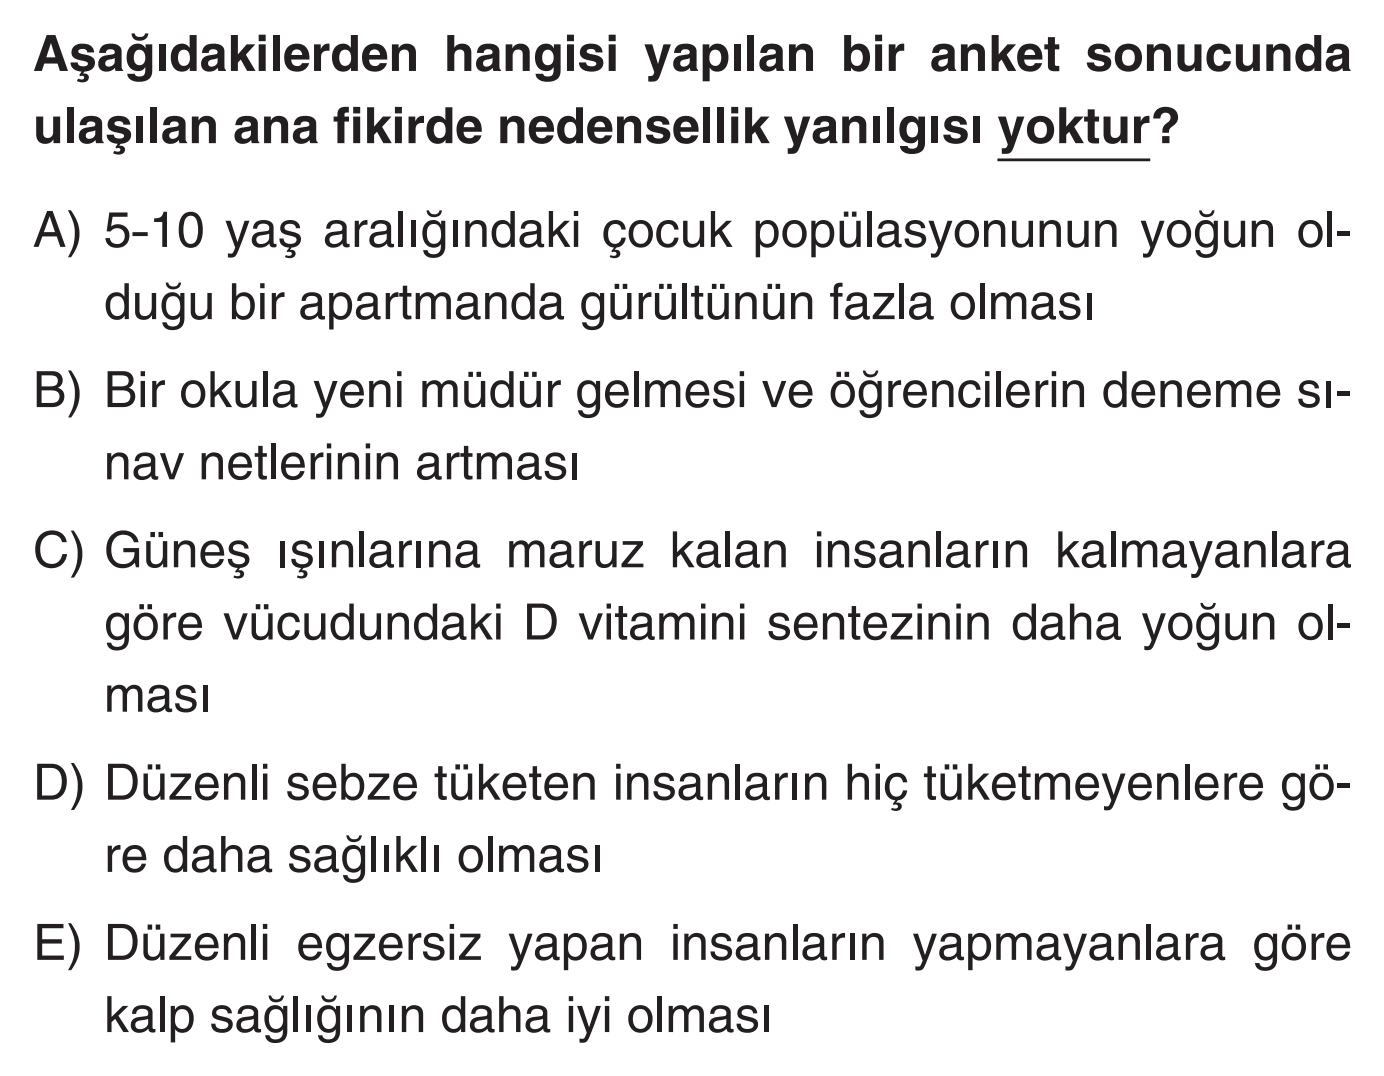 Aşağıdakilerden hangisi yapılan bir anket sonucunda
ulaşılan ana fikirde nedensellik yanılgısı yoktur?
A) 5-10 yaş aralığındaki çocuk popülasyonunun yoğun ol-
duğu bir apartmanda gürültünün fazla olması
B) Bir okula yeni müdür gelmesi ve öğrencilerin deneme sı-
nav netlerinin artması
C) Güneş ışınlarına maruz kalan insanların kalmayanlara
göre vücudundaki D vitamini sentezinin daha yoğun ol-
ması
D) Düzenli sebze tüketen insanların hiç tüketmeyenlere gö-
re daha sağlıklı olması
E) Düzenli egzersiz yapan insanların yapmayanlara göre
kalp sağlığının daha iyi olması